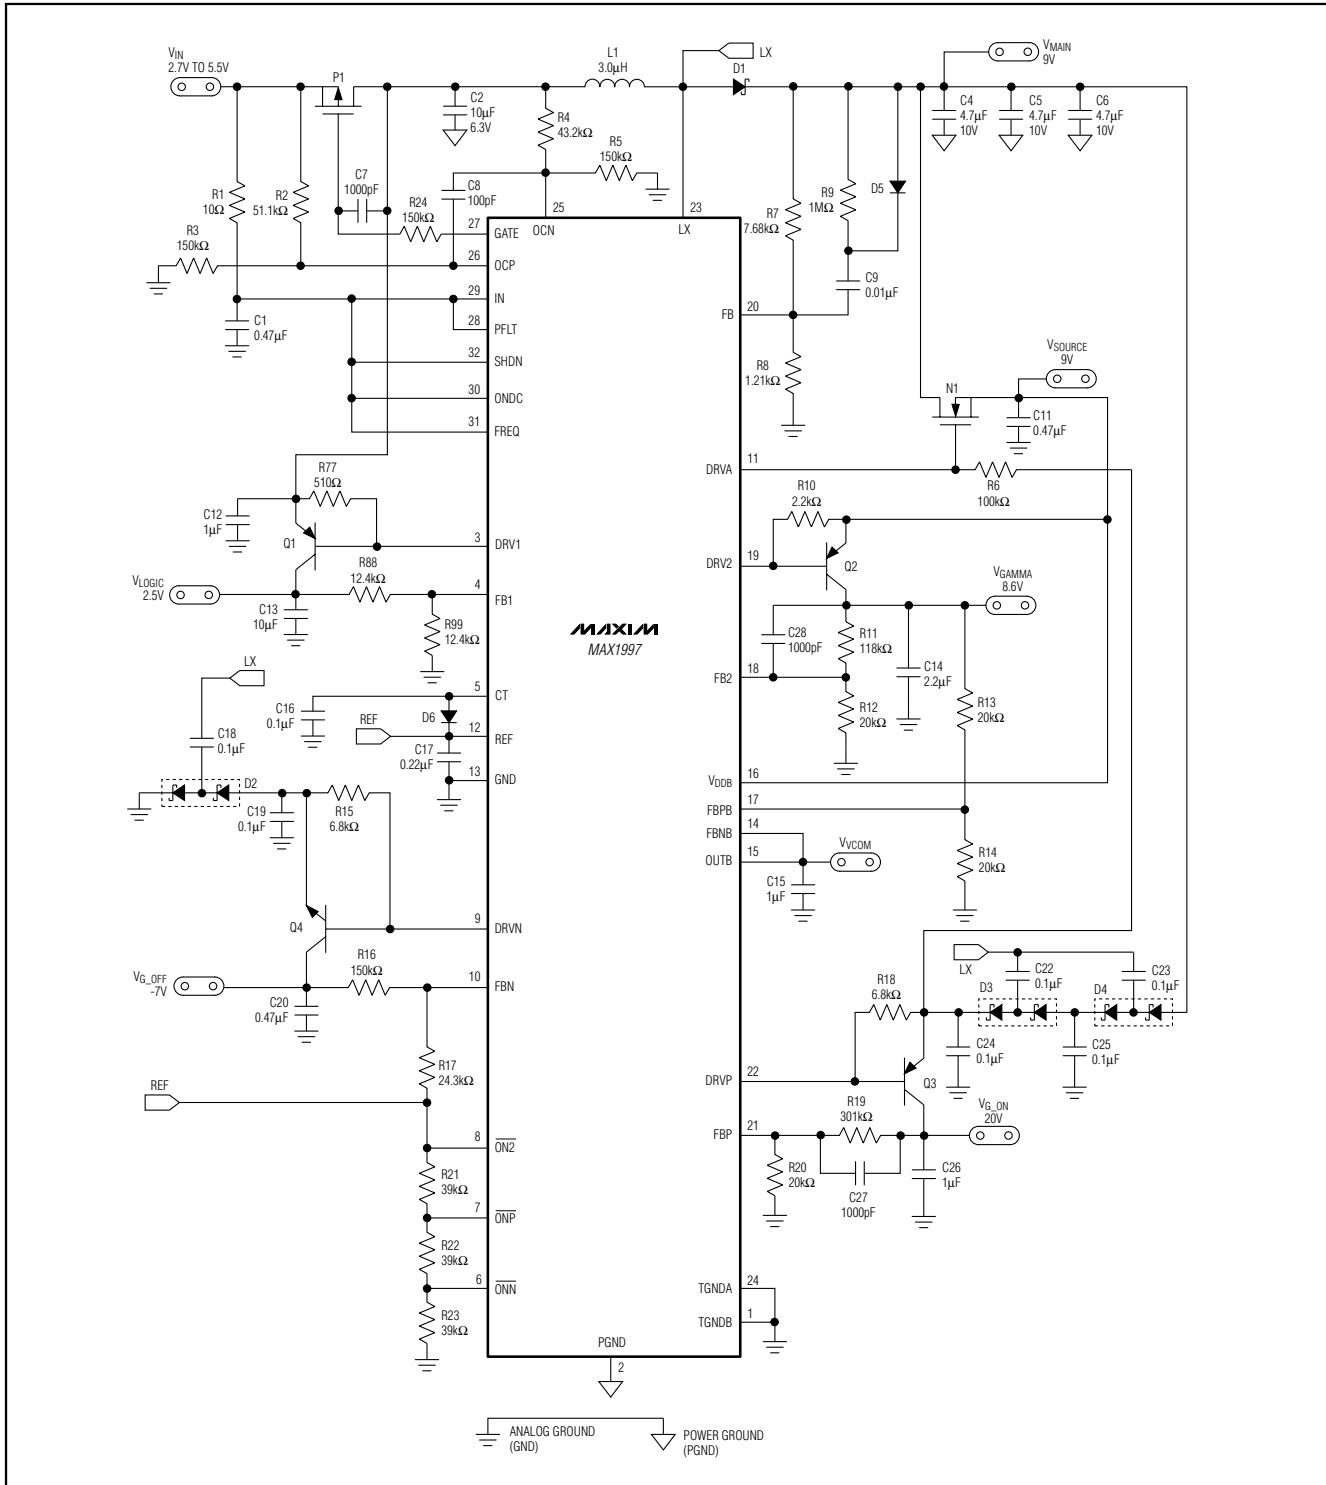 VIN
2.7V TO 5.5V
P1
L1
3.0µH
LX
D1
VMAIN
9V
C2
10µF
6.3V
R4
43.2kΩ
R5
150kΩ
C4
4.7µF
10V
C5
4.7µF
10V
C6
4.7µF
10V
R1
10Ω
R2
51.1kΩ
C7
1000pF
C8
100pF
R24
150kΩ
R3
150kΩ
R7
7.68kΩ
R9
1MΩ
D5
C9
0.01µF
25
OCN
23
LX
27
GATE
26
OCP
29
IN
28
PFLT
32
SHDN
30
ONDC
31
FREQ
C1
0.47µF
20
FB
R8
1.21kΩ
VSOURCE
9V
N1
C11
0.47µF
11
DRVA
R6
100kΩ
R77
510Ω
C12
1µF
Q1
3
DRV1
R10
2.2kΩ
19
DRV2
Q2
VLOGIC
2.5V
R88
12.4kΩ
4
FB1
C13
10µF
R99
12.4kΩ
MAXIM
MAX1997
VGAMMA
8.6V
C28
1000pF
R11
118kΩ
C14
2.2µF
18
FB2
R12
20kΩ
R13
20kΩ
LX
5
CT
C16
0.1µF
D6
REF
12
REF
C17
0.22µF
13
GND
C18
0.1µF
D2
C19
0.1µF
R15
6.8kΩ
16
VDDB
17
FBPB
14
FBNB
15
OUTB
VVCOM
C15
1µF
R14
20kΩ
Q4
9
DRVN
R16
150kΩ
10
FBN
VG_OFF
-7V
C20
0.47µF
LX
C22
0.1µF
C23
0.1µF
R18
6.8kΩ
D3
D4
C24
0.1µF
C25
0.1µF
R17
24.3kΩ
22
DRVP
Q3
REF
R19
301kΩ
21
FBP
VG_ON
20V
8
ON2
R20
20kΩ
C27
1000pF
C26
1µF
R21
39kΩ
7
ONP
R22
39kΩ
6
ONN
R23
39kΩ
24
TGNDA
1
TGNDB
PGND
2
ANALOG GROUND
(GND)
POWER GROUND
(PGND)